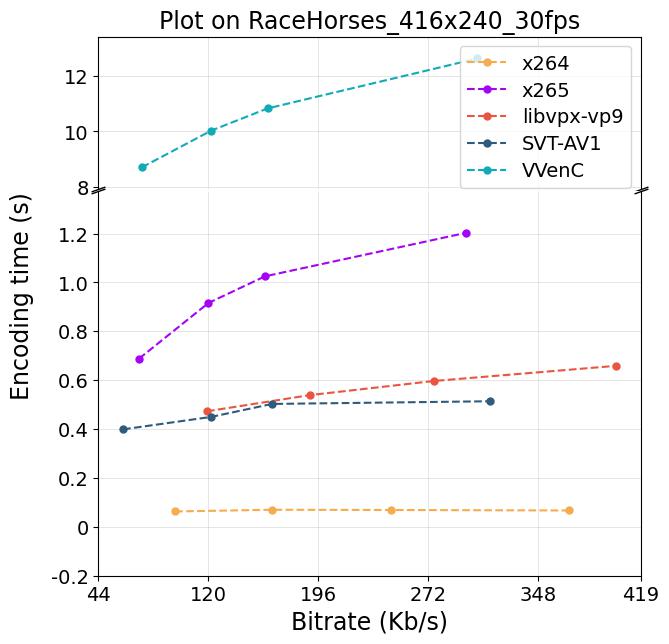 Plot on RaceHorses_416x240_30fps
x264
x265
libvpx-vp9
SVT-AV1
VVenC
12
10
8
1.2
1.0
0.8
0.6
0.4
0.2
0
-0.2
Encoding time (s)
44 120 196 272 348 419
Bitrate (Kb/s)